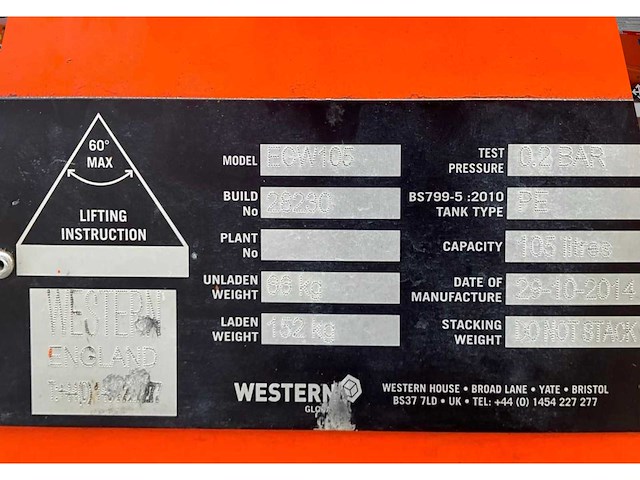 60°
MAX
LIFTING
INSTRUCTION
WESTERN
ENGLAND
MODEL EGW105
BUILD No 28290
PLANT No
UNLADEN WEIGHT 66 kg
LADEN WEIGHT 152 kg
TEST PRESSURE 0.2 BAR
BS799-5 :2010 TANK TYPE PE
CAPACITY 105 litres
DATE OF MANUFACTURE 29-10-2014
STACKING WEIGHT DO NOT STACK
WESTERN
WESTERN HOUSE • BROAD LANE • YATE • BRISTOL
BS37 7LD • UK • TEL: +44 (0) 1454 227 277